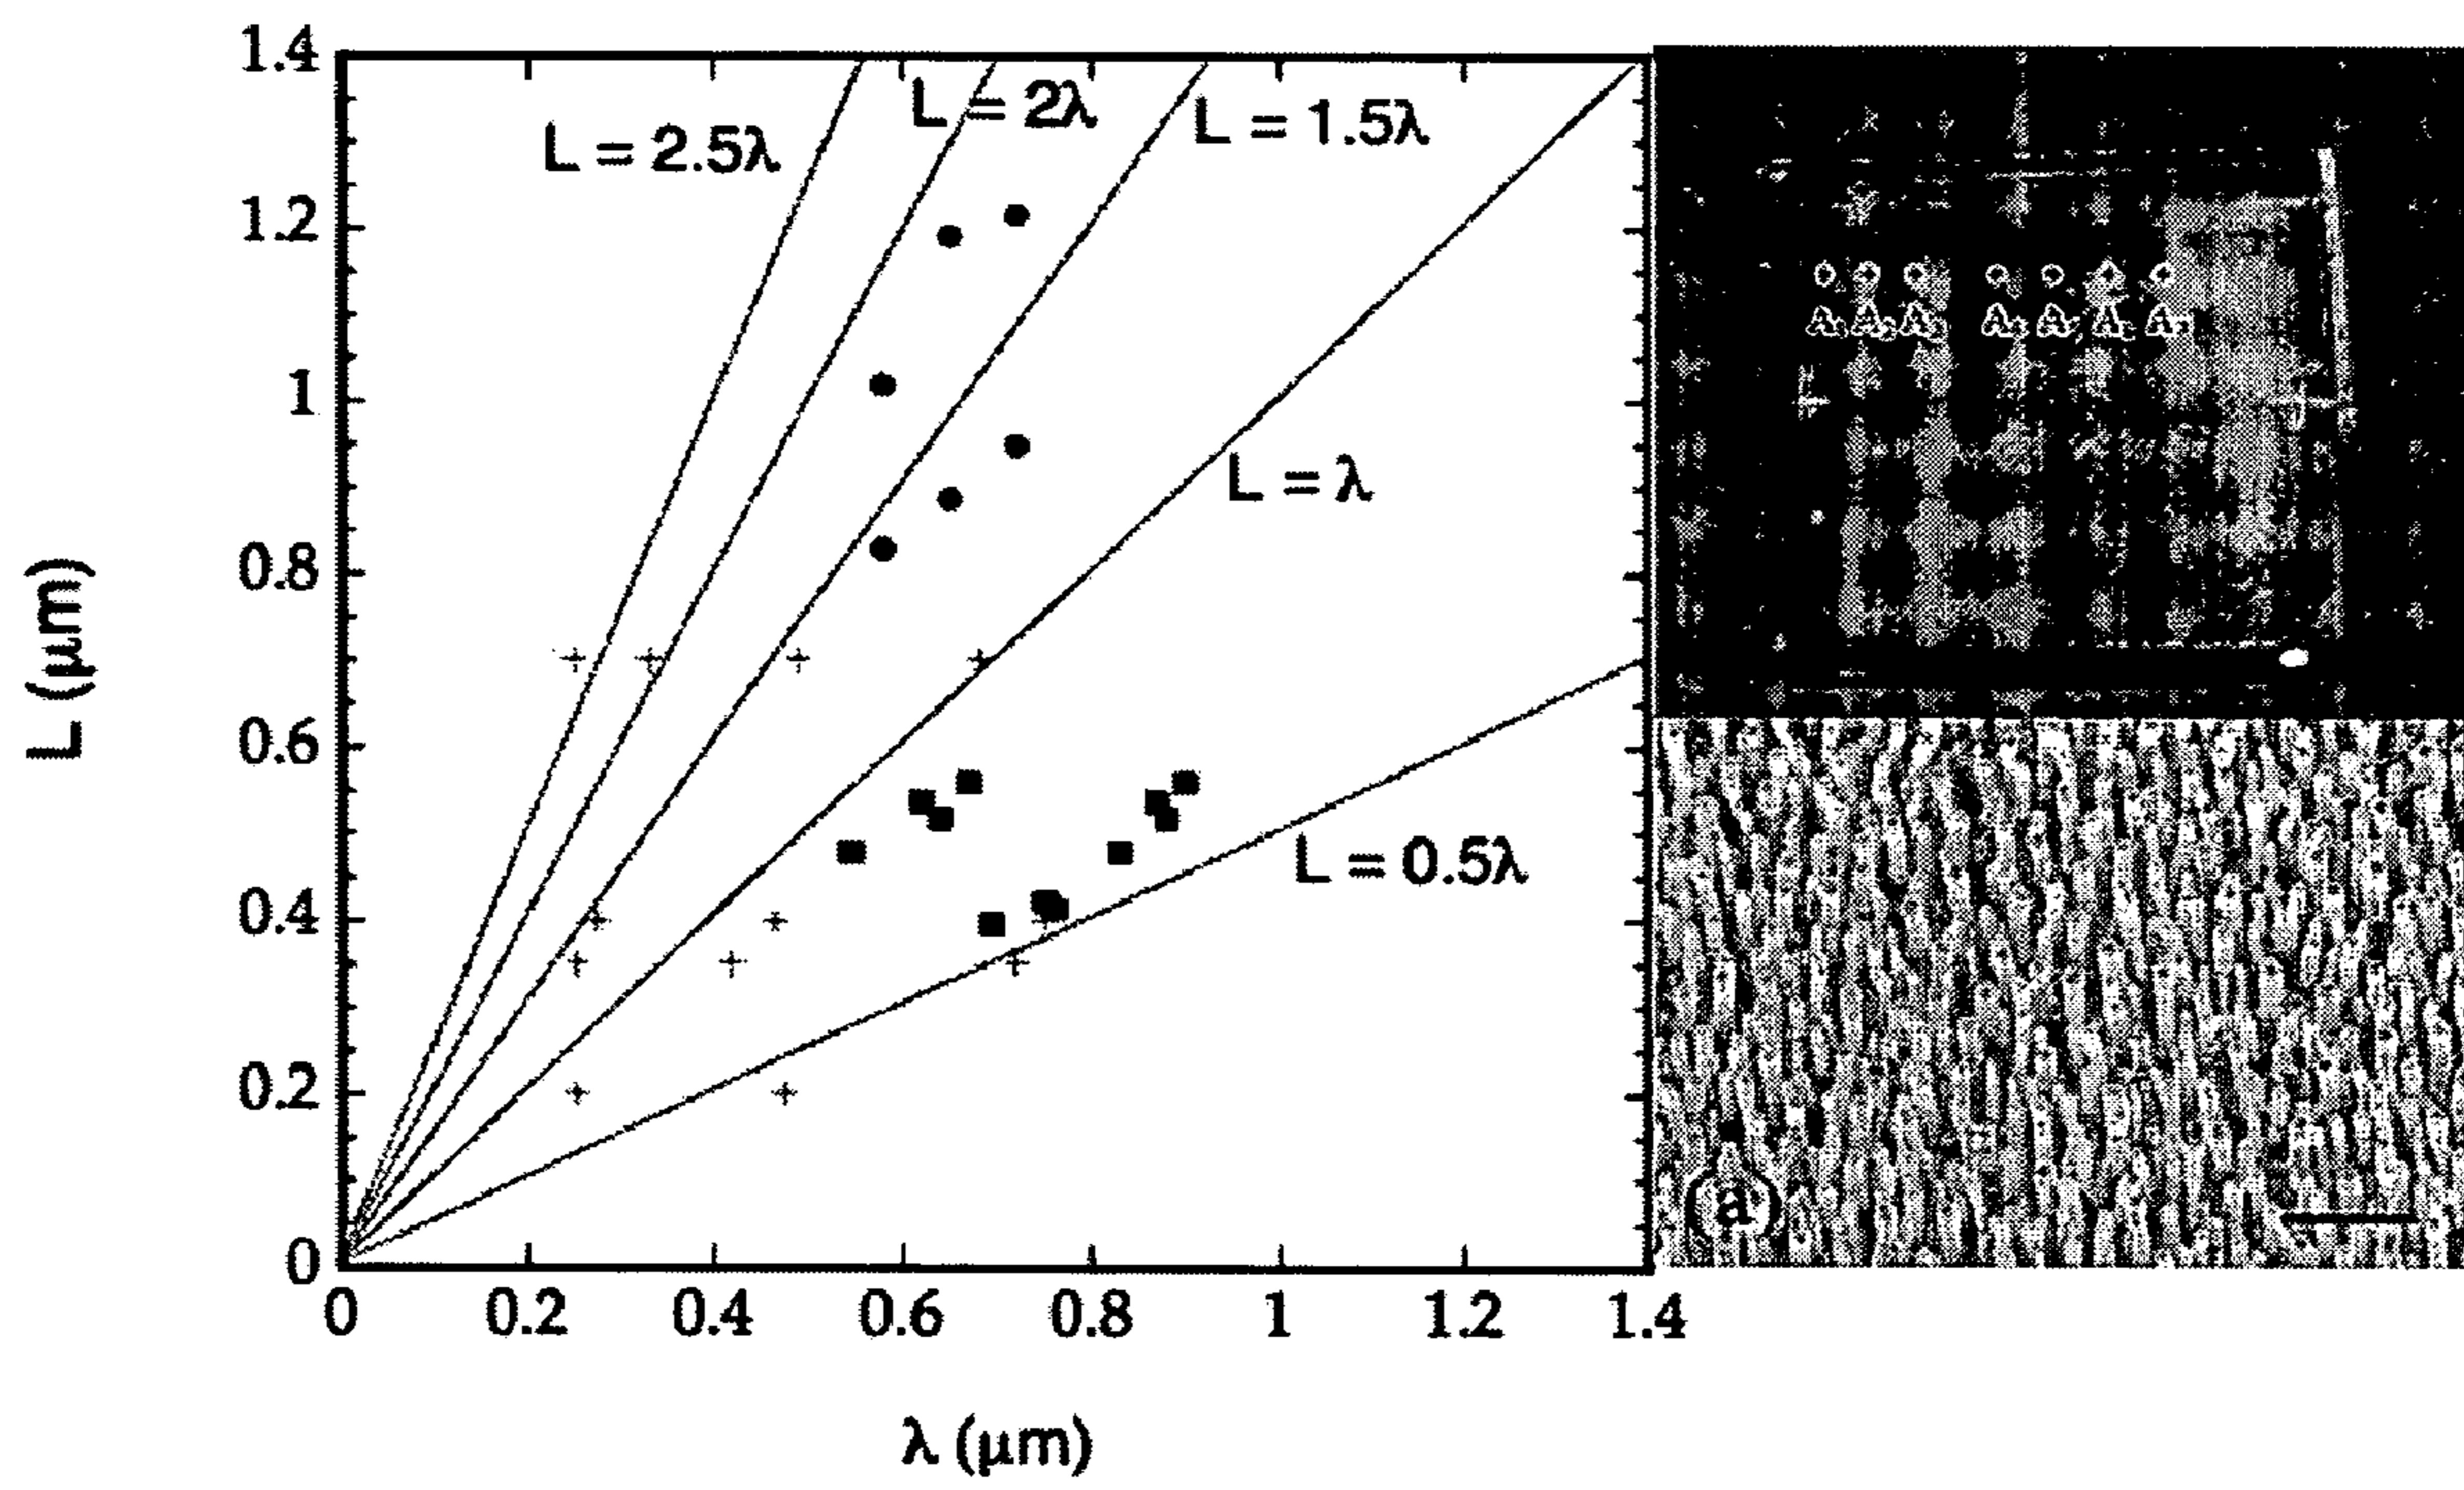 1.4
1.2
1
0.8
0.6
0.4
0.2
0
L (μm)
L = 2.5λ
L = 2λ
L = 1.5λ
L = λ
L = 0.5λ
0 0.2 0.4 0.6 0.8 1 1.2 1.4
λ (μm)
A A A A A A A
(a)